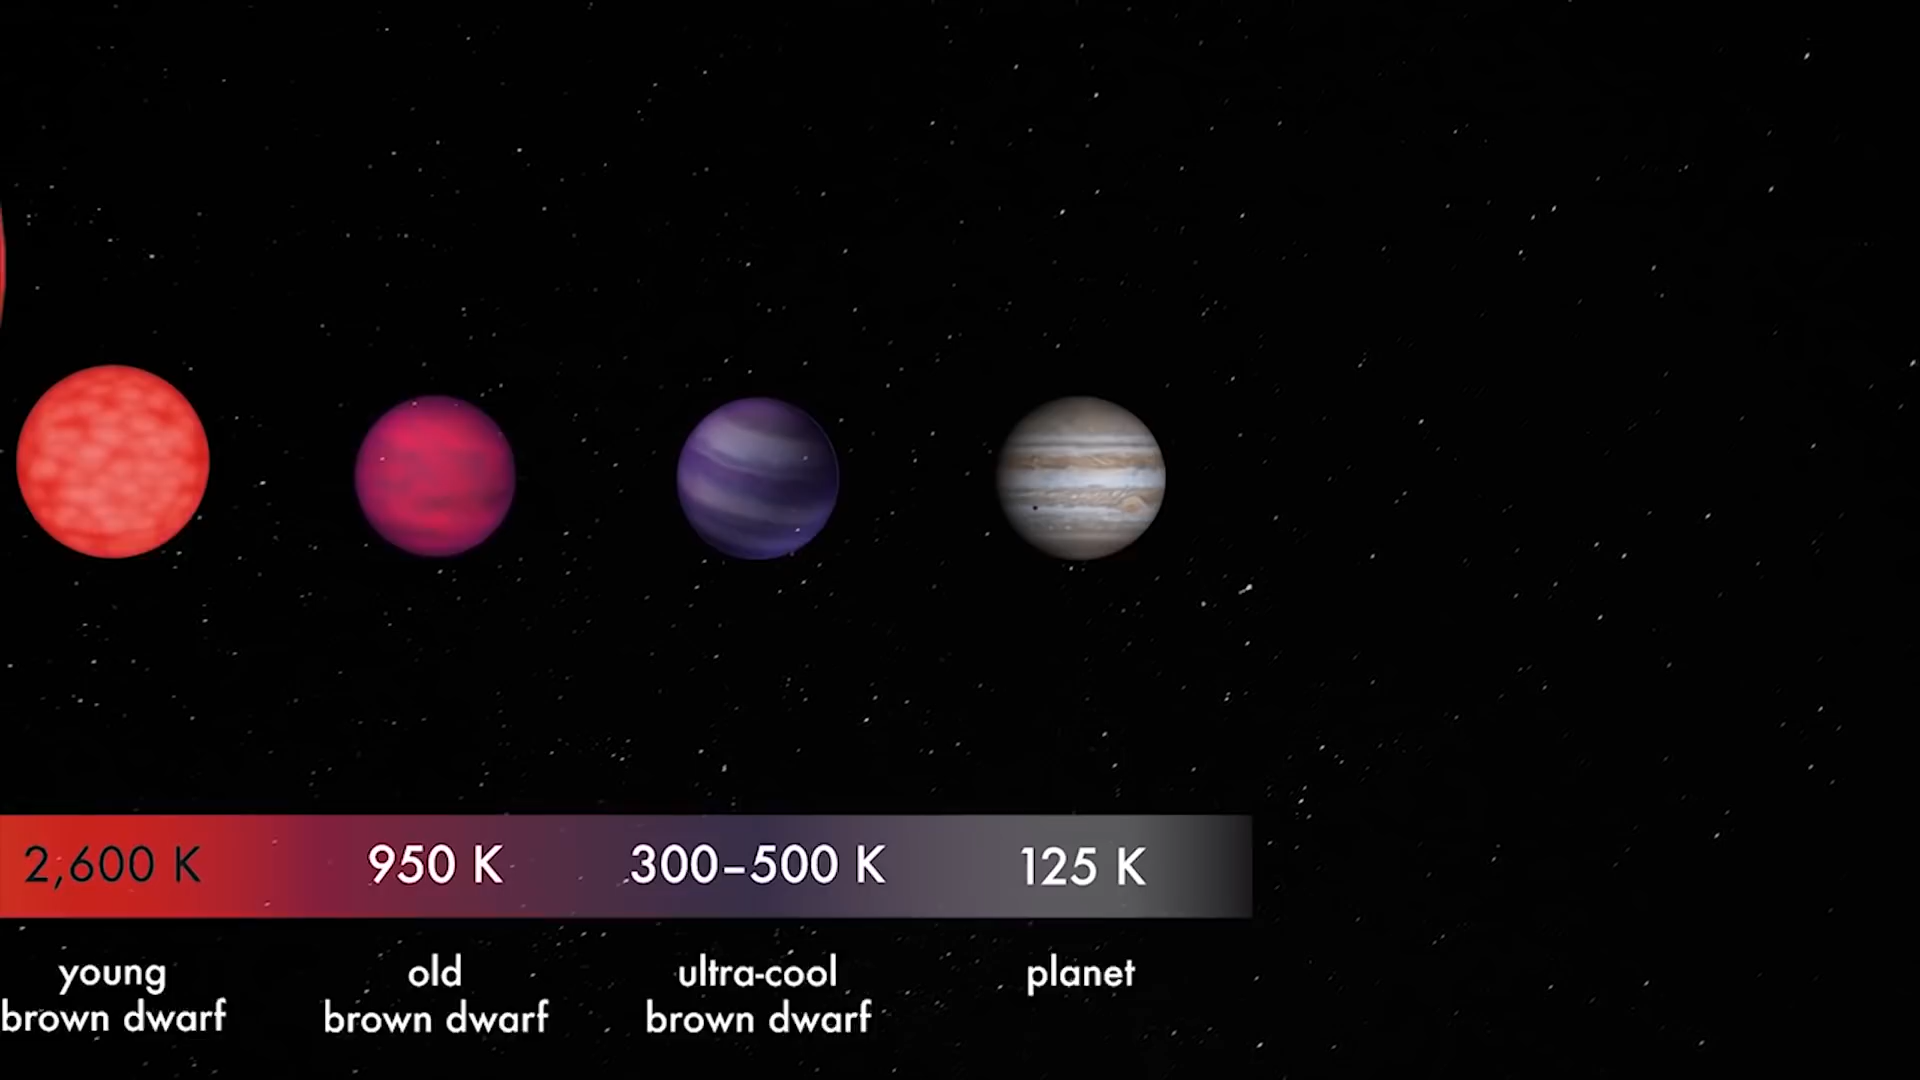 2,600 K
950 K
300–500 K
125 K
young
brown dwarf
old
brown dwarf
ultra-cool
brown dwarf
planet